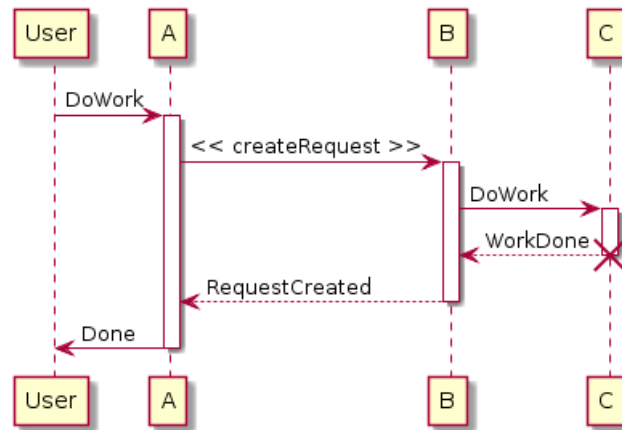 User A B C
DoWork
<< createRequest >>
DoWork
WorkDone
RequestCreated
Done
User A B C